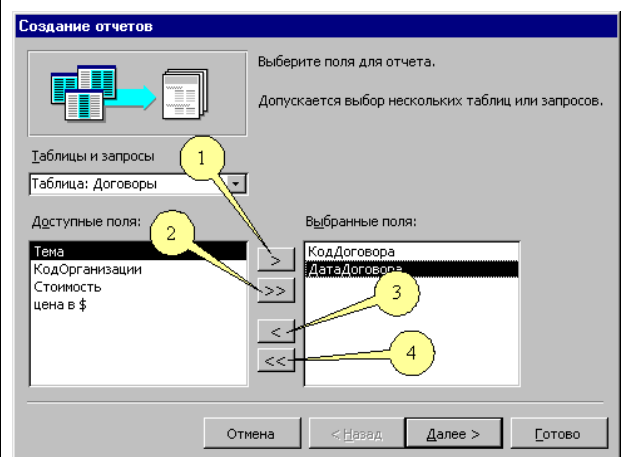 Создание отчетов
Выберите поля для отчета.
Допускается выбор нескольких таблиц или запросов.
Таблицы и запросы
1
Таблица: Договоры
Доступные поля:
2
Выбранные поля:
Тема
КодОрганизации
Стоимость
цена в $
>
>>
<
<<
КодДоговора
ДатаДоговора
3
4
Отмена
< Назад
Далее >
Готово